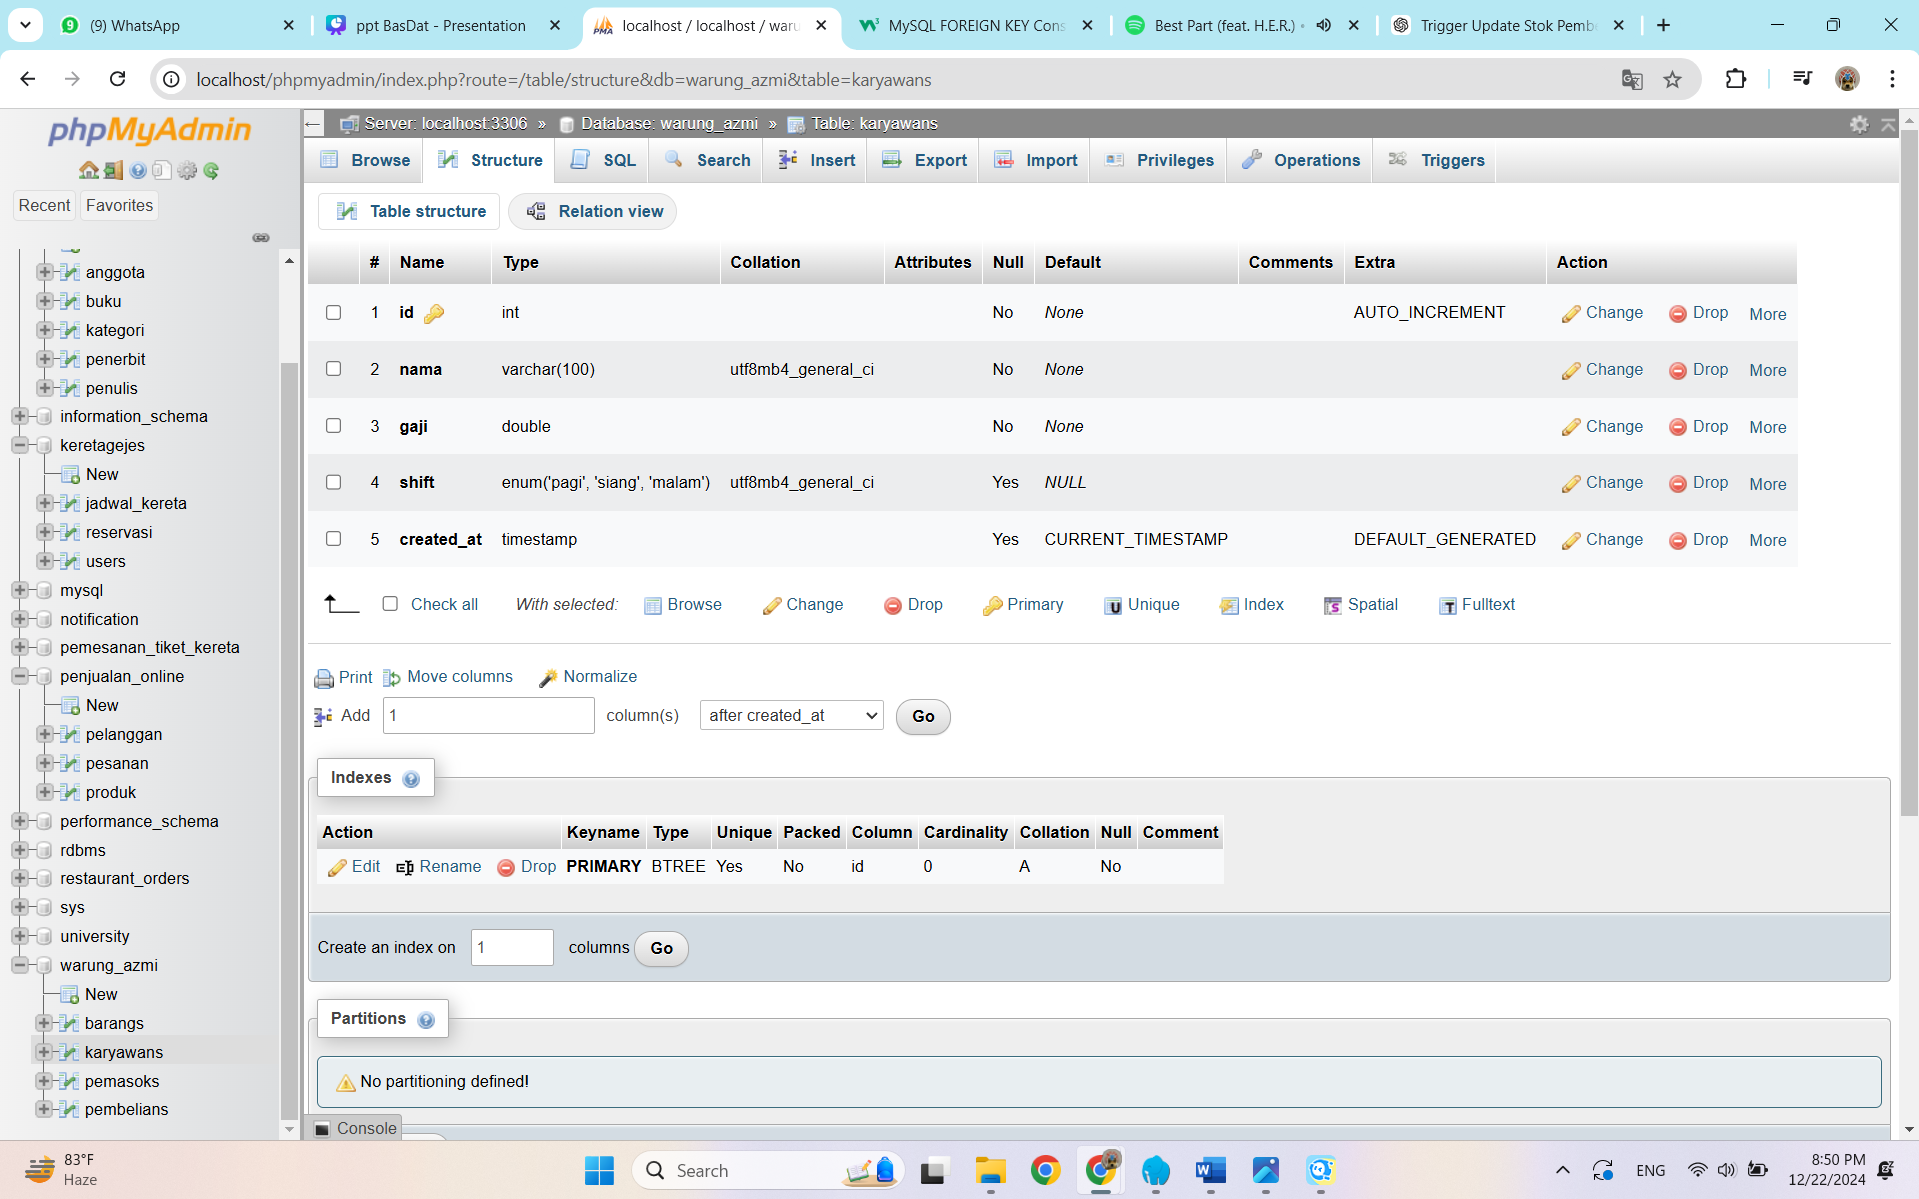 (9) WhatsApp
ppt BasDat - Presentation
localhost / localhost / waru
MySQL FOREIGN KEY Cons
Best Part (feat. H.E.R.) •
Trigger Update Stok Pembe
localhost/phpmyadmin/index.php?route=/table/structure&db=warung_azmi&table=karyawans
phpMyAdmin
Recent Favorites
anggota
buku
kategori
penerbit
penulis
information_schema
keretagejes
New
jadwal_kereta
reservasi
users
mysql
notification
pemesanan_tiket_kereta
penjualan_online
New
pelanggan
pesanan
produk
performance_schema
rdbms
restaurant_orders
sys
university
warung_azmi
New
barangs
karyawans
pemasoks
pembelians
Server: localhost:3306 » Database: warung_azmi » Table: karyawans
Browse Structure SQL Search Insert Export Import Privileges Operations Triggers
Table structure Relation view
# Name Type Collation Attributes Null Default Comments Extra Action
1 id int No None AUTO_INCREMENT Change Drop More
2 nama varchar(100) utf8mb4_general_ci No None Change Drop More
3 gaji double No None Change Drop More
4 shift enum('pagi', 'siang', 'malam') utf8mb4_general_ci Yes NULL Change Drop More
5 created_at timestamp Yes CURRENT_TIMESTAMP DEFAULT_GENERATED Change Drop More
Check all With selected: Browse Change Drop Primary Unique Index Spatial Fulltext
Print Move columns Normalize
Add 1 column(s) after created_at Go
Indexes
Action Keyname Type Unique Packed Column Cardinality Collation Null Comment
Edit Rename Drop PRIMARY BTREE Yes No id 0 A No
Create an index on 1 columns Go
Partitions
No partitioning defined!
Console
83°F
Haze
Search
ENG
8:50 PM
12/22/2024